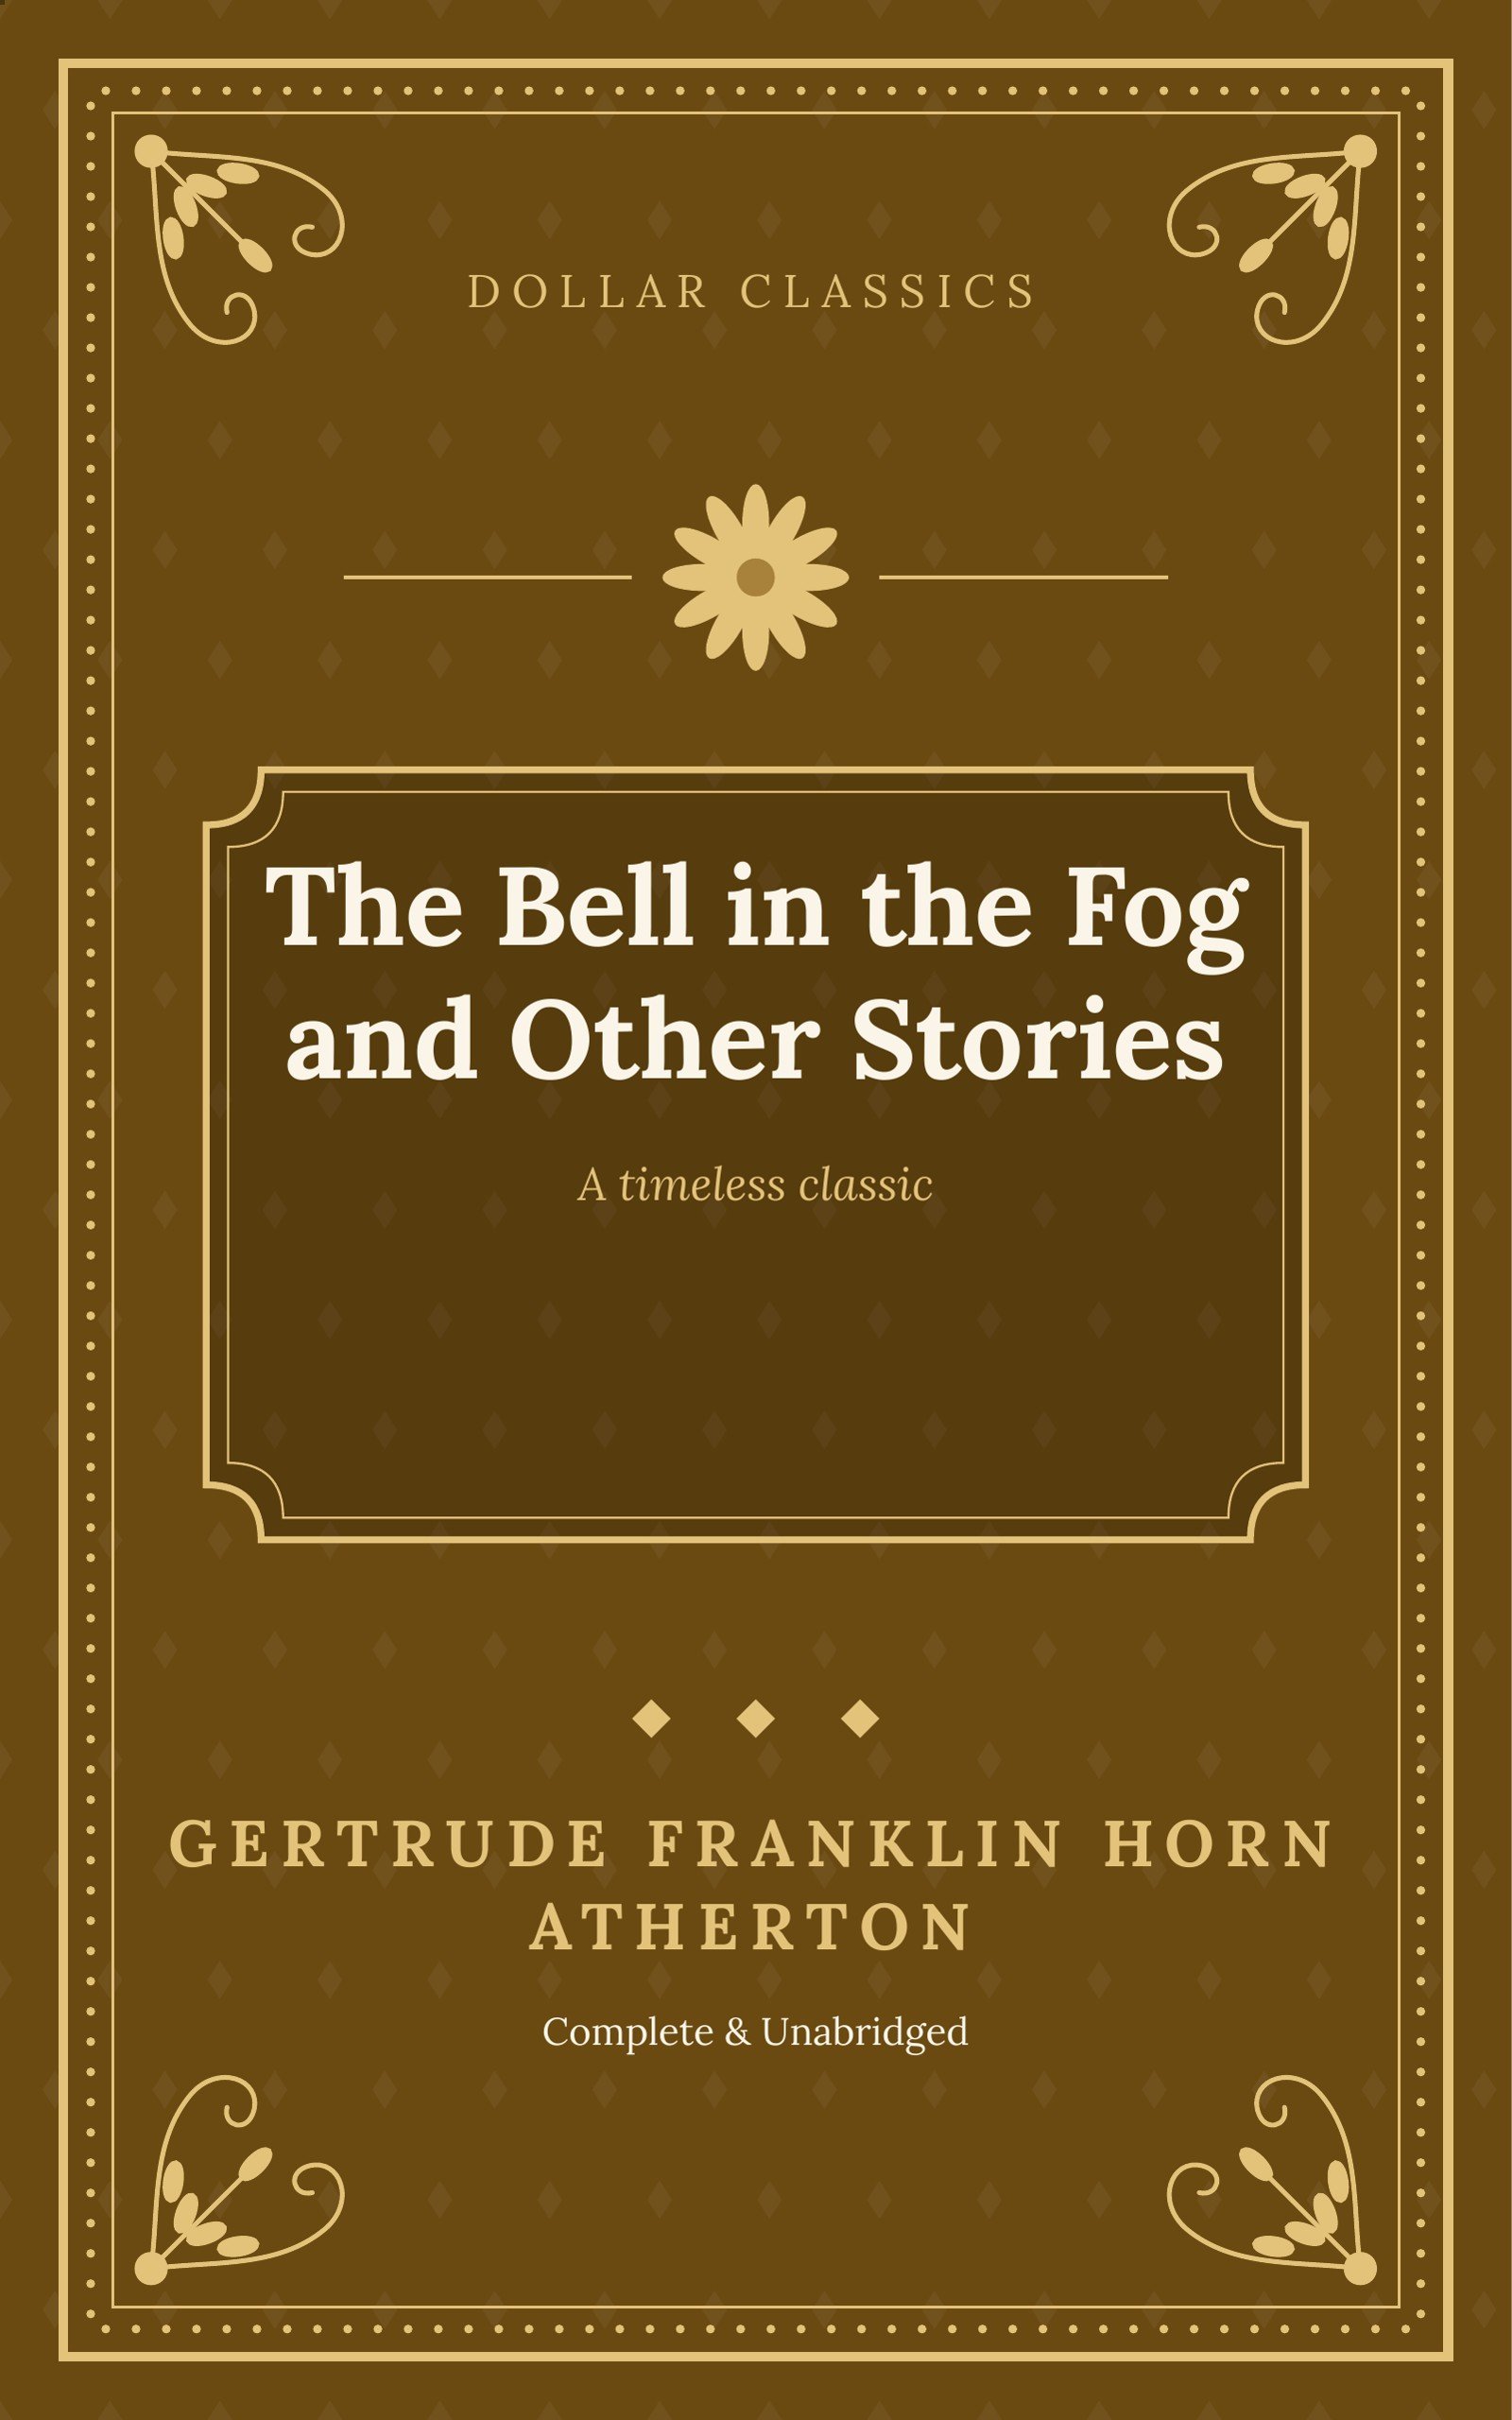 DOLLAR CLASSICS
The Bell in the Fog
and Other Stories
A timeless classic
GERTRUDE FRANKLIN HORN
ATHERTON
Complete & Unabridged